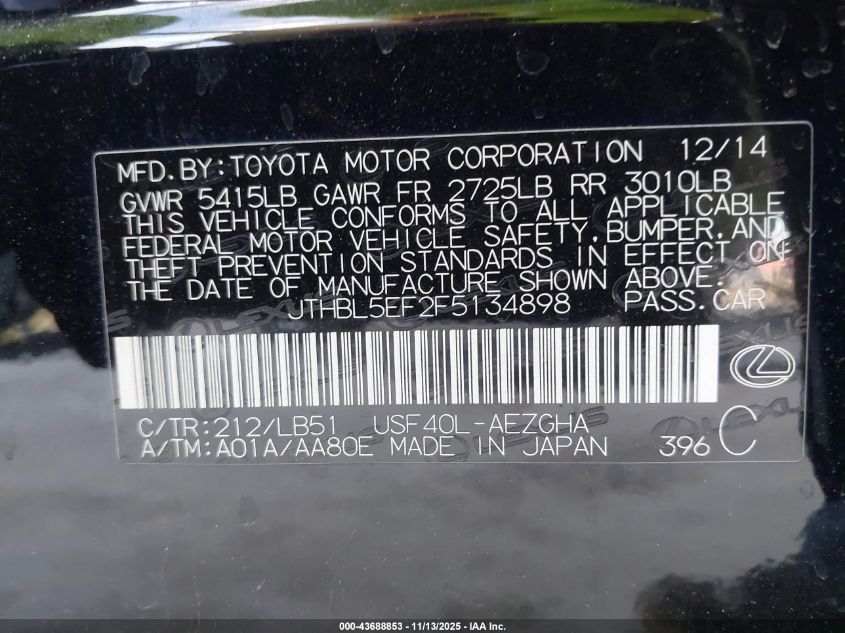 MFD.BY:TOYOTA MOTOR CORPORATION 12/14
GVWR 5415LB GAWR FR 2725LB RR 3010LB
THIS VEHICLE CONFORMS TO ALL APPLICABLE
FEDERAL MOTOR VEHICLE SAFETY,BUMPER,AND
THEFT PREVENTION STANDARDS IN EFFECT ON
THE DATE OF MANUFACTURE SHOWN ABOVE.
JTHBL5EF2F5134898 PASS.CAR
C/TR:212/LB51 USF40L-AEZGHA
A/TM:A01A/AA80E MADE IN JAPAN 396 C
000-43688853 - 11/13/2025 - IAA Inc.